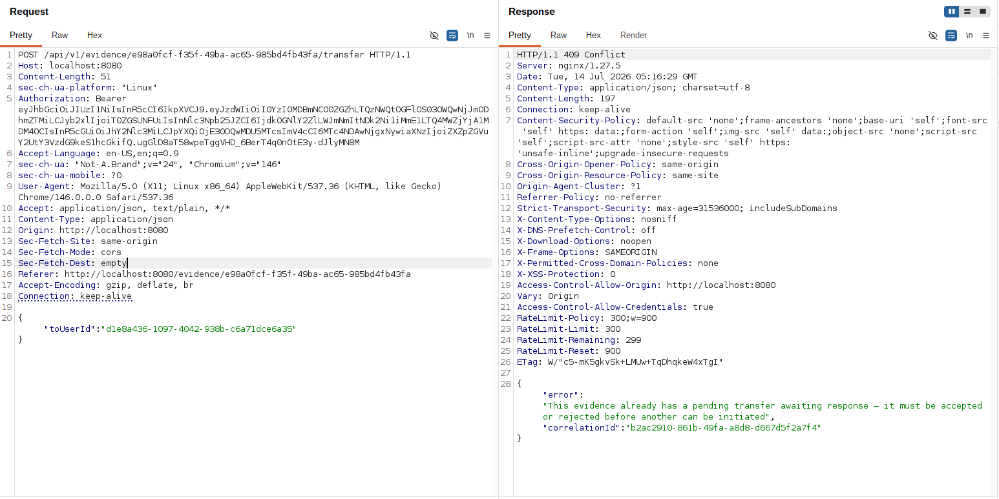 Request
Pretty Raw Hex
\n
1 POST /api/v1/evidence/e98a0fcf-f35f-49ba-ac65-985bd4fb43fa/transfer HTTP/1.1
2 Host: localhost:8080
3 Content-Length: 51
4 sec-ch-ua-platform: "Linux"
5 Authorization: Bearer
6 Accept-Language: en-US,en;q=0.9
7 sec-ch-ua: "Not-A.Brand";v="24", "Chromium";v="146"
8 sec-ch-ua-mobile: ?0
9 User-Agent: Mozilla/5.0 (X11; Linux x86_64) AppleWebKit/537.36 (KHTML, like Gecko)
Chrome/146.0.0.0 Safari/537.36
10 Accept: application/json, text/plain, */*
11 Content-Type: application/json
12 Origin: http://localhost:8080
13 Sec-Fetch-Site: same-origin
14 Sec-Fetch-Mode: cors
15 Sec-Fetch-Dest: empty
16 Referer: http://localhost:8080/evidence/e98a0fcf-f35f-49ba-ac65-985bd4fb43fa
17 Accept-Encoding: gzip, deflate, br
18 Connection: keep-alive
19
20 {
"toUserId":"d1e8a436-1097-4042-938b-c6a71dce6a35"
}
Response
Pretty Raw Hex Render
\n
1 HTTP/1.1 409 Conflict
2 Server: nginx/1.27.5
3 Date: Tue, 14 Jul 2026 05:16:29 GMT
4 Content-Type: application/json; charset=utf-8
5 Content-Length: 197
6 Connection: keep-alive
7 Content-Security-Policy: default-src 'none';frame-ancestors 'none';base-uri 'self';font-src
'self' https: data:;form-action 'self';img-src 'self' data:;object-src 'none';script-src
'self';script-src-attr 'none';style-src 'self' https:
'unsafe-inline';upgrade-insecure-requests
8 Cross-Origin-Opener-Policy: same-origin
9 Cross-Origin-Resource-Policy: same-site
10 Origin-Agent-Cluster: ?1
11 Referrer-Policy: no-referrer
12 Strict-Transport-Security: max-age=31536000; includeSubDomains
13 X-Content-Type-Options: nosniff
14 X-DNS-Prefetch-Control: off
15 X-Download-Options: noopen
16 X-Frame-Options: SAMEORIGIN
17 X-Permitted-Cross-Domain-Policies: none
18 X-XSS-Protection: 0
19 Access-Control-Allow-Origin: http://localhost:8080
20 Vary: Origin
21 Access-Control-Allow-Credentials: true
22 RateLimit-Policy: 300;w=900
23 RateLimit-Limit: 300
24 RateLimit-Remaining: 299
25 RateLimit-Reset: 900
26 ETag: W/"c5-mK5gkvSk+LMUw+TqDhqkeW4xTgI"
27
28 {
"error":
"This evidence already has a pending transfer awaiting response — it must be accepted
or rejected before another can be initiated",
"correlationId":"b2ac2910-861b-49fa-a8d8-d667d5f2a7f4"
}